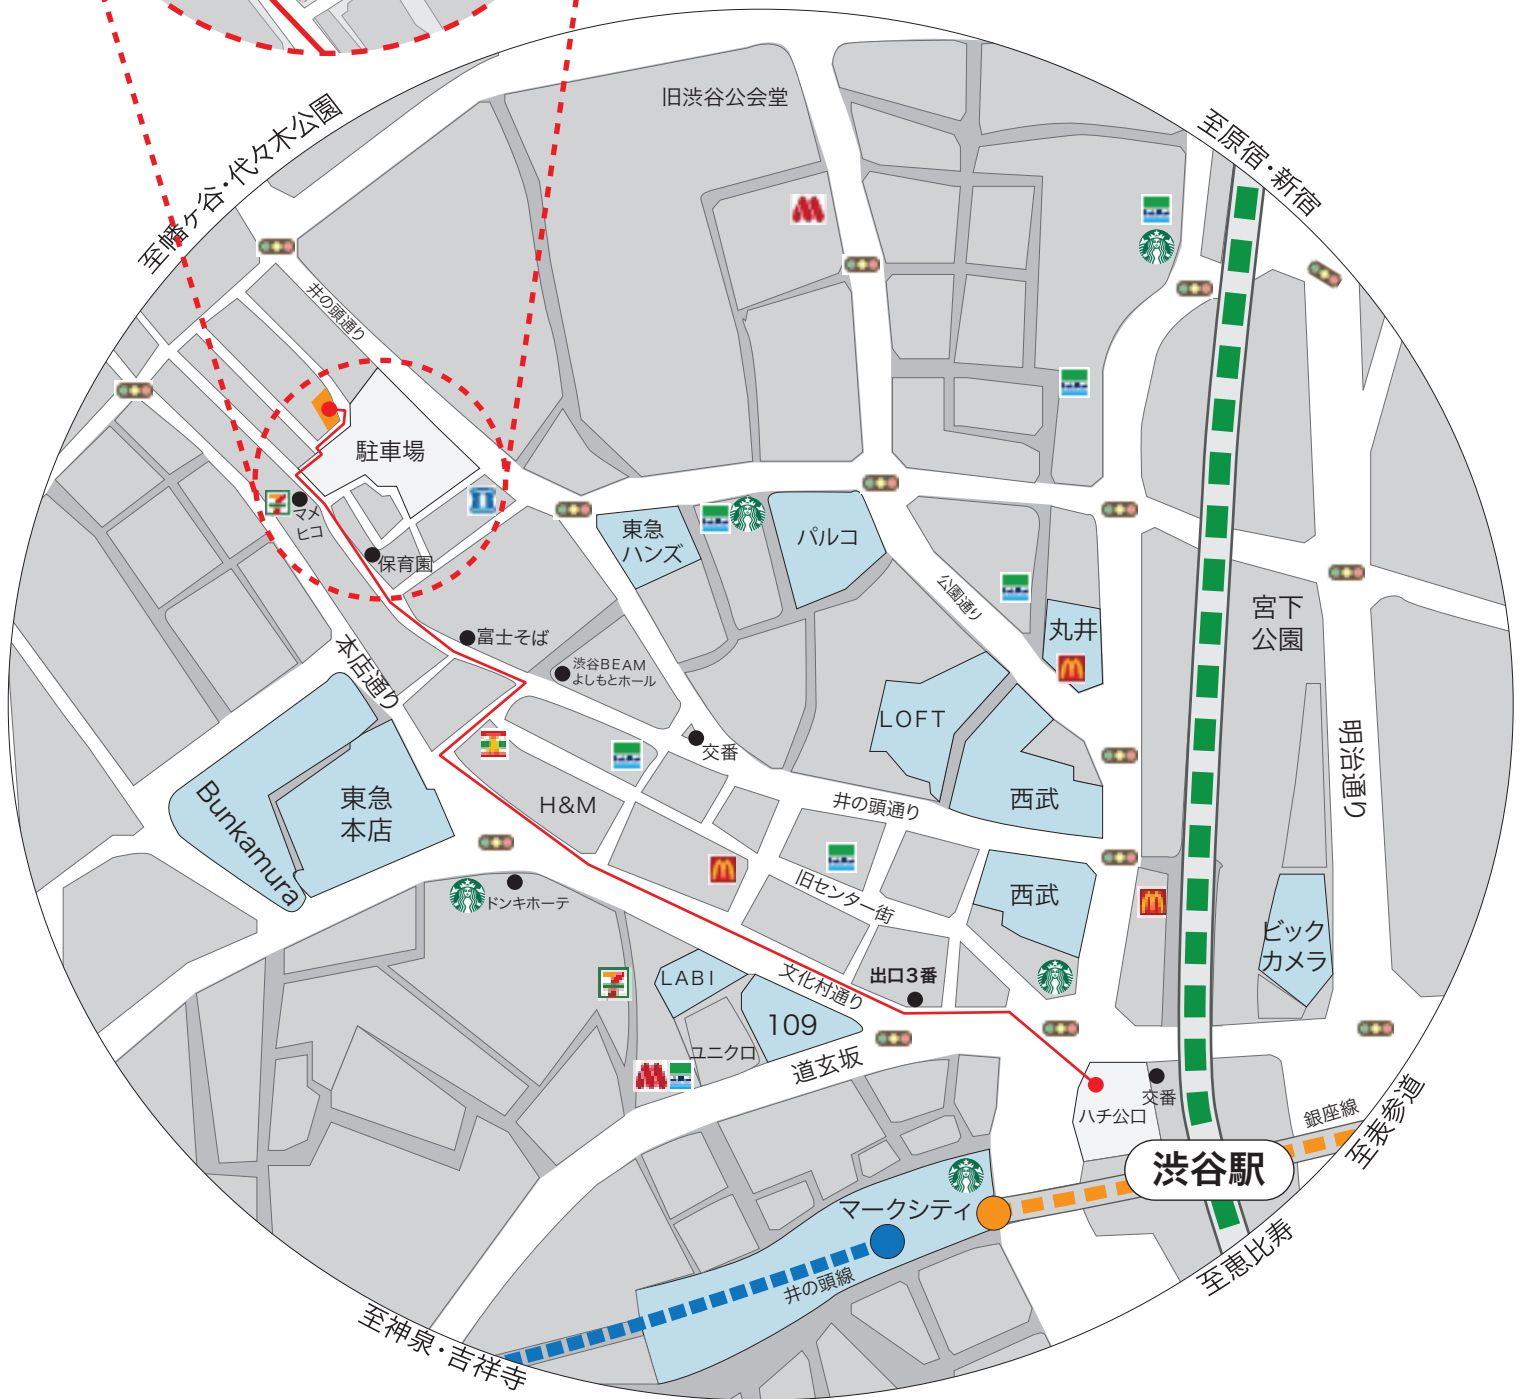 旧渋谷公会堂
至幡ヶ谷・代々木公園
至原宿・新宿
井の頭通り
駐車場
マメ
ヒコ
保育園
東急
ハンズ
パルコ
公園通り
丸井
宮下
公園
富士そば
渋谷BEAM
よしもとホール
本店通り
LOFT
交番
西武
明治通り
Bunkamura
東急
本店
H&M
井の頭通り
旧センター街
西武
ドンキホーテ
ビック
カメラ
LABI
文化村通り
出口3番
109
ユニクロ
道玄坂
ハチ公口
交番
銀座線
至表参道
渋谷駅
マークシティ
井の頭線
至恵比寿
至神泉・吉祥寺